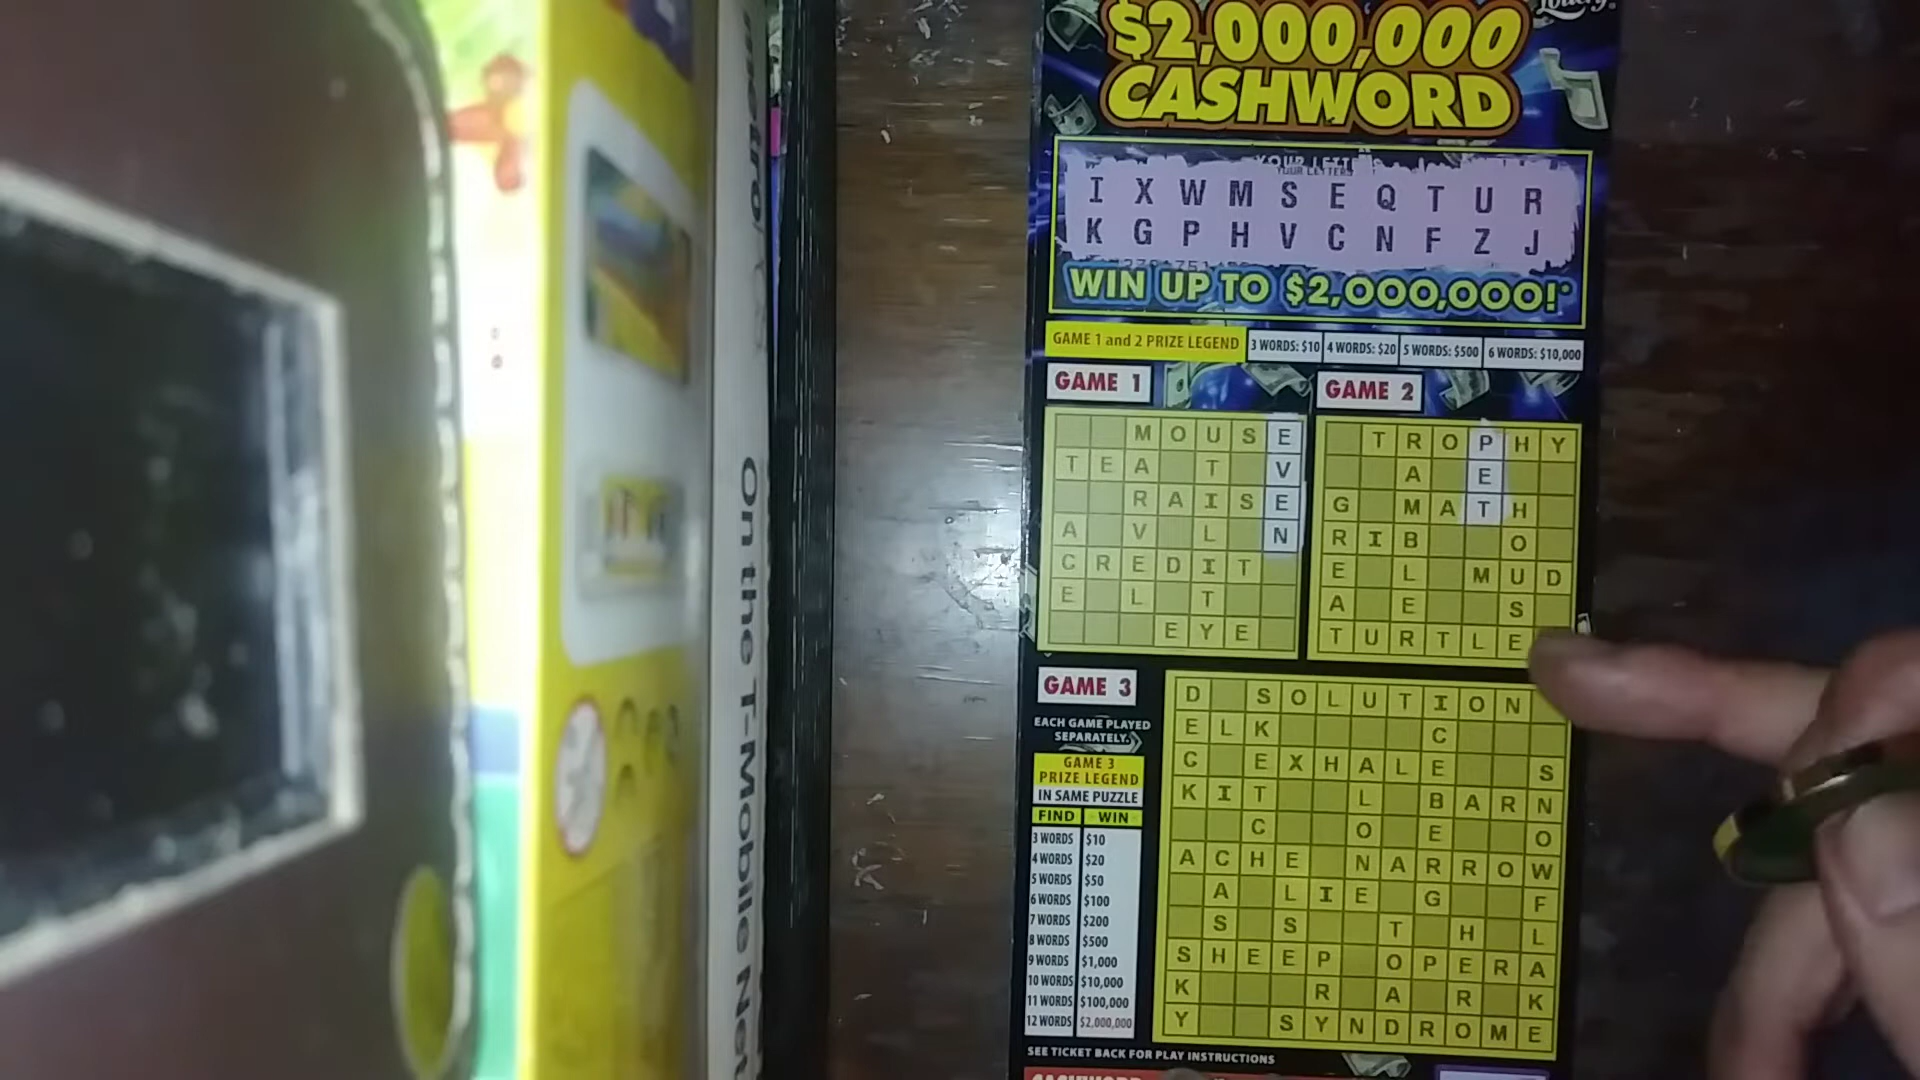 Lottery
$2,000,000
CASHWORD
YOUR LETTERS
I X W M S E Q T U R
K G P H V C N F Z J
WIN UP TO $2,000,000!*
GAME 1 and 2 PRIZE LEGEND 3 WORDS: $10 4 WORDS: $20 5 WORDS: $500 6 WORDS: $10,000
GAME 1
M O U S E
T E A T V
R A I S E
A V L N
C R E D I T
E L T
E Y E
GAME 2
T R O P H Y
A E
G M A T H
R I B O
E L M U D
A E S
T U R T L E
GAME 3
EACH GAME PLAYED
SEPARATELY.
GAME 3
PRIZE LEGEND
IN SAME PUZZLE
FIND WIN
3 WORDS $10
4 WORDS $20
5 WORDS $50
6 WORDS $100
7 WORDS $200
8 WORDS $500
9 WORDS $1,000
10 WORDS $10,000
11 WORDS $100,000
12 WORDS $2,000,000
D S O L U T I O N
E L K C
C E X H A L E S
K I T L B A R N
C O E O
A C H E N A R R O W
A L I E G F
S S T H L
S H E E P O P E R A
K R A R K
Y S Y N D R O M E
SEE TICKET BACK FOR PLAY INSTRUCTIONS
On the T-Mobile Net